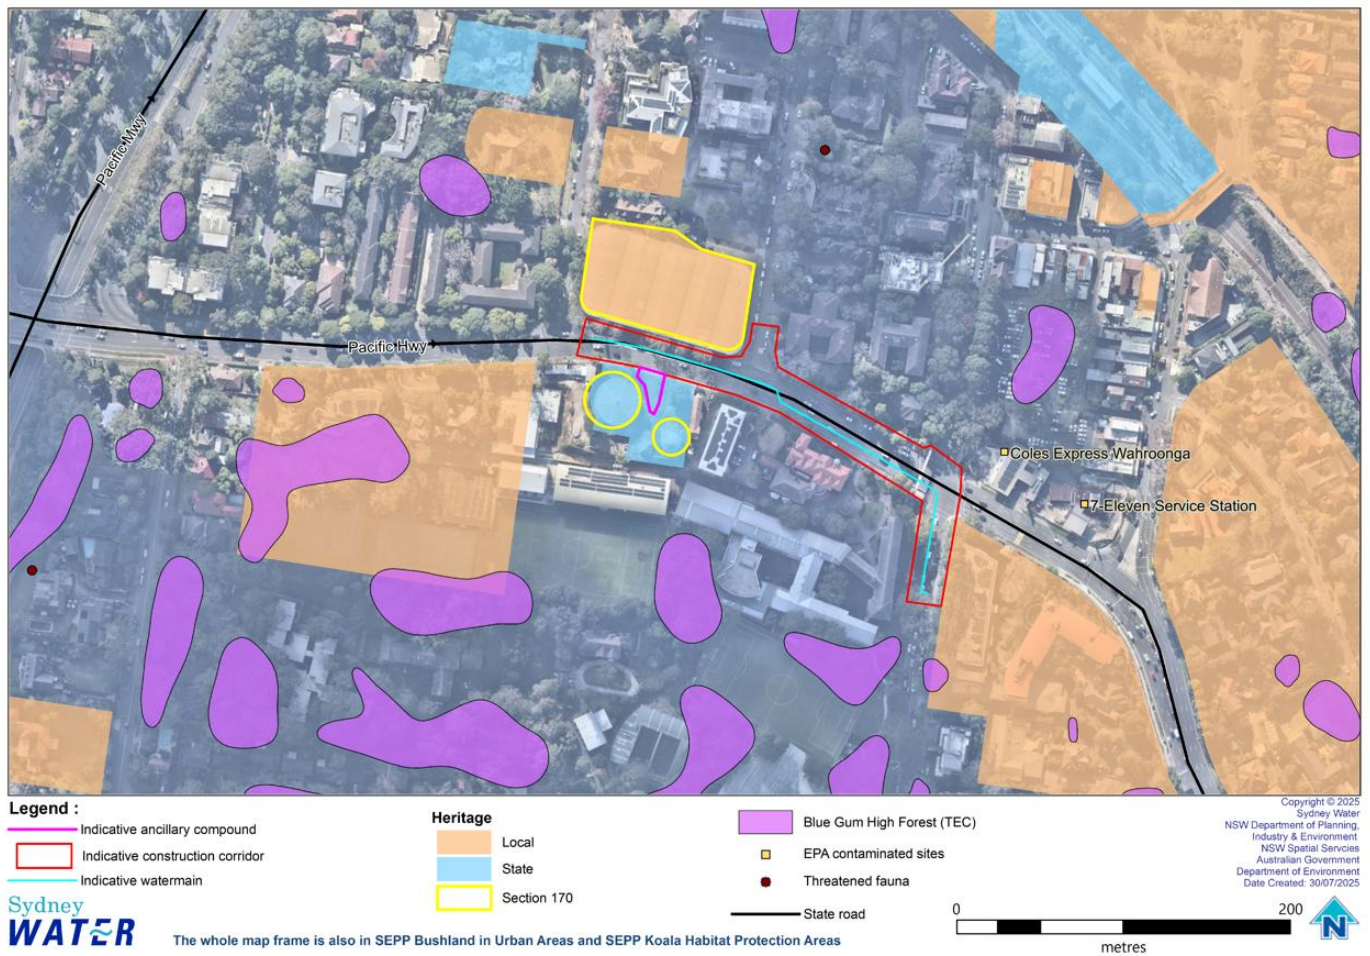 Pacific Mwy
Pacific Hwy
Coles Express Wahroonga
7-Eleven Service Station
Legend :
Indicative ancillary compound
Indicative construction corridor
Indicative watermain
Heritage
Local
State
Section 170
Blue Gum High Forest (TEC)
EPA contaminated sites
Threatened fauna
State road
Copyright © 2025
Sydney Water
NSW Department of Planning,
Industry & Environment
NSW Spatial Servcies
Australian Government
Department of Environment
Date Created: 30/07/2025
0 200
metres
N
Sydney
WATER
The whole map frame is also in SEPP Bushland in Urban Areas and SEPP Koala Habitat Protection Areas